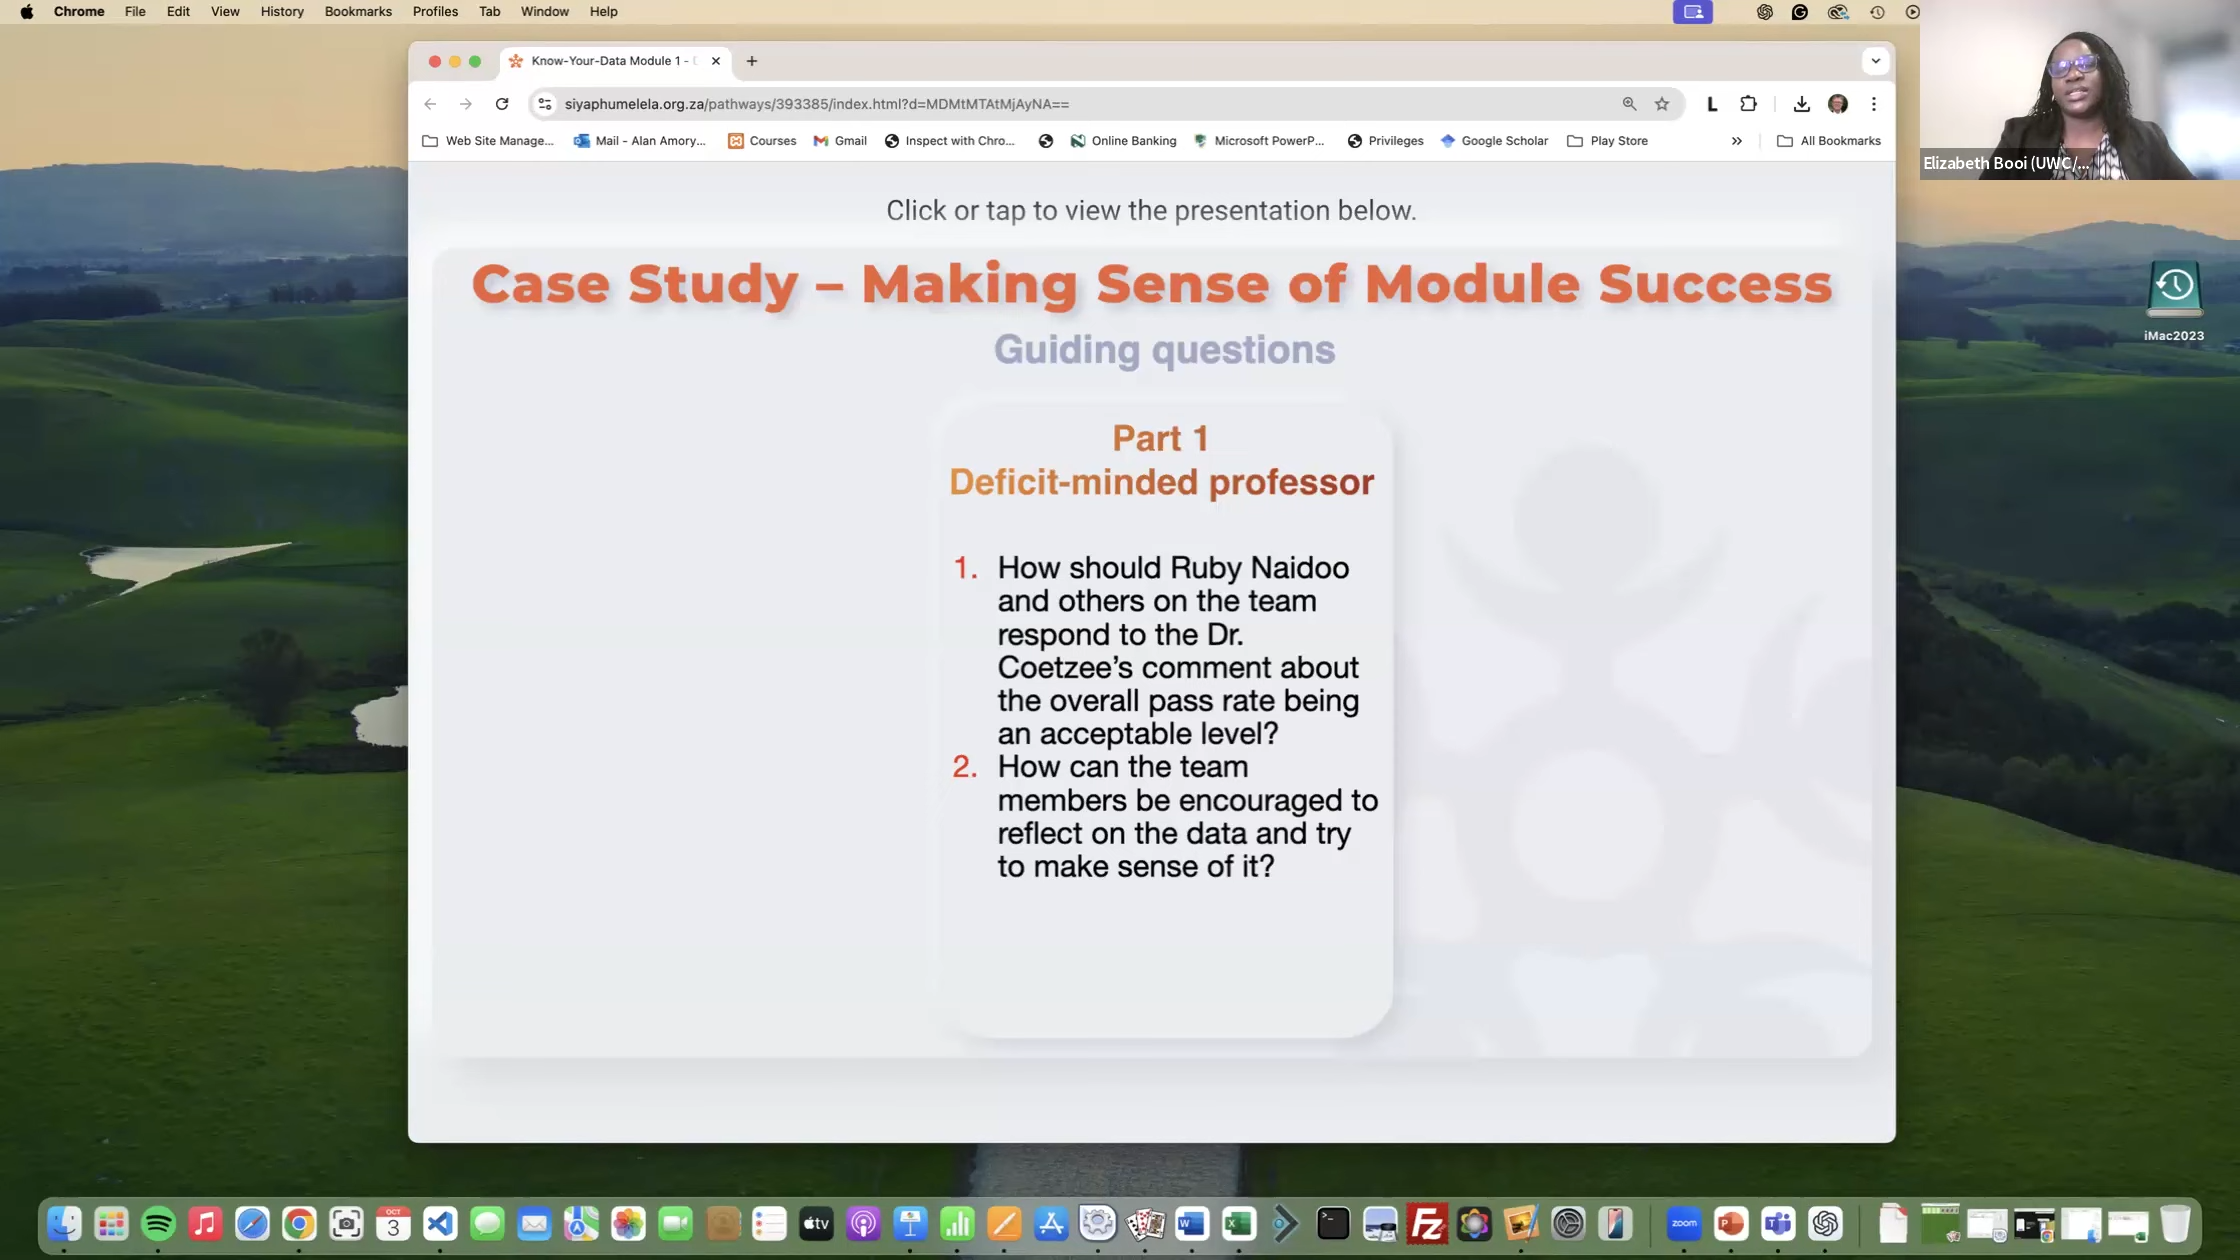 Chrome File Edit View History Bookmarks Profiles Tab Window Help
Know-Your-Data Module 1 -
siyaphumelela.org.za/pathways/393385/index.html?d=MDMtMTAtMjAyNA==
L
Web Site Manage... Mail - Alan Amory... Courses Gmail Inspect with Chro... Online Banking Microsoft PowerP... Privileges Google Scholar Play Store » All Bookmarks
Elizabeth Booi (UWC/...
Click or tap to view the presentation below.
Case Study – Making Sense of Module Success
Guiding questions
Part 1
Deficit-minded professor
1. How should Ruby Naidoo
and others on the team
respond to the Dr.
Coetzee’s comment about
the overall pass rate being
an acceptable level?
2. How can the team
members be encouraged to
reflect on the data and try
to make sense of it?
iMac2023
OCT
3
tv
W
X
Fz
zoom
P
T